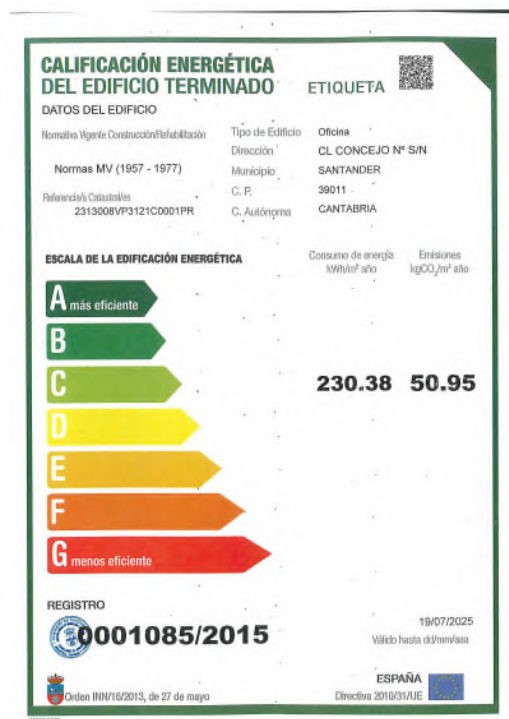 CALIFICACIÓN ENERGÉTICA
DEL EDIFICIO TERMINADO
ETIQUETA
DATOS DEL EDIFICIO
Normativa Vigente Construcción/Rehabilitación
Normas MV (1957 - 1977)
Referencia/s Catastral/es
2313008VP3121C0001PR
Tipo de Edificio Oficina
Dirección CL CONCEJO Nº S/N
Municipio SANTANDER
C. P. 39011
C. Autónoma CANTABRIA
ESCALA DE LA EDIFICACIÓN ENERGÉTICA
Consumo de energía
kWh/m² año
Emisiones
kgCO₂/m² año
A más eficiente
B
C
230.38 50.95
D
E
F
G menos eficiente
REGISTRO
0001085/2015
19/07/2025
Válido hasta dd/mm/aaa
Orden INN/16/2013, de 27 de mayo
ESPAÑA
Directiva 2010/31/UE